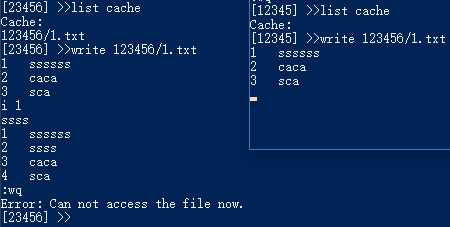 [23456] >>list cache
Cache:
123456/1.txt
[23456] >>write 123456/1.txt
1 ssssss
2 caca
3 sca
i 1
ssss
1 ssssss
2 ssss
3 caca
4 sca
:wq
Error: Can not access the file now.
[23456] >>
[12345] >>list cache
Cache:
[12345] >>write 123456/1.txt
1 ssssss
2 caca
3 sca